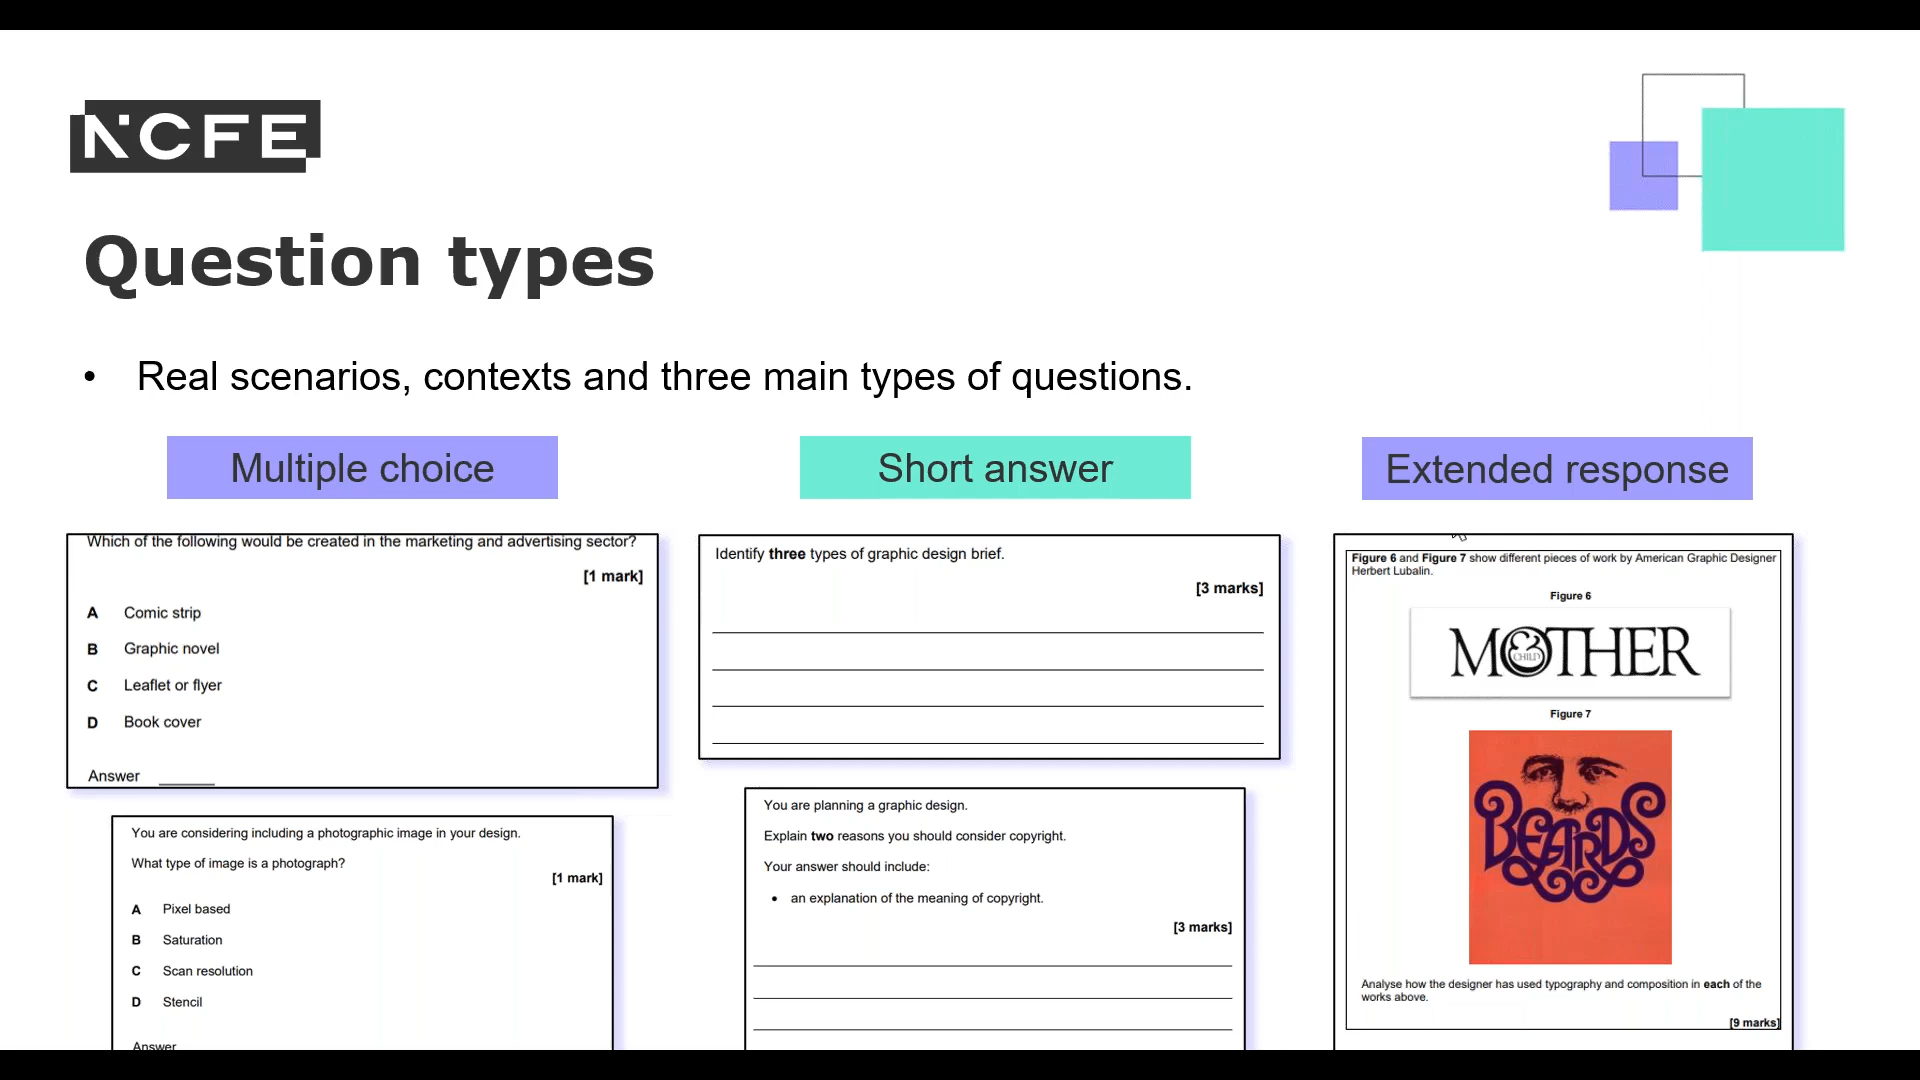 NCFE
Question types
• Real scenarios, contexts and three main types of questions.
Multiple choice
Which of the following would be created in the marketing and advertising sector?
[1 mark]
A Comic strip
B Graphic novel
C Leaflet or flyer
D Book cover
Answer
You are considering including a photographic image in your design.
What type of image is a photograph?
[1 mark]
A Pixel based
B Saturation
C Scan resolution
D Stencil
Answer
Short answer
Identify three types of graphic design brief.
[3 marks]
You are planning a graphic design.
Explain two reasons you should consider copyright.
Your answer should include:
• an explanation of the meaning of copyright.
[3 marks]
Extended response
Figure 6 and Figure 7 show different pieces of work by American Graphic Designer
Herbert Lubalin.
Figure 6
MOTHER
& CHILD
Figure 7
BEARDS
Analyse how the designer has used typography and composition in each of the
works above.
[9 marks]